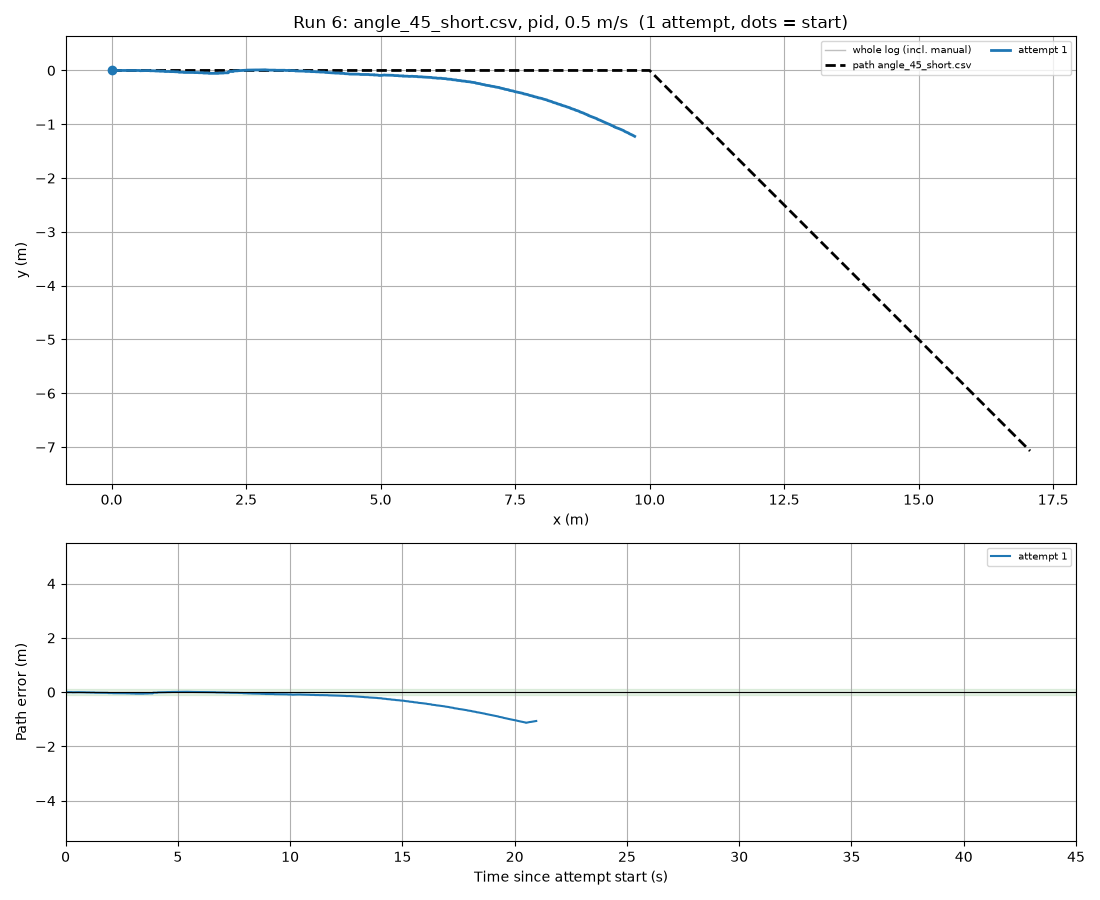 Run 6: angle_45_short.csv, pid, 0.5 m/s  (1 attempt, dots = start)
whole log (incl. manual)
path angle_45_short.csv
attempt 1
y (m)
0
−1
−2
−3
−4
−5
−6
−7
0.0 2.5 5.0 7.5 10.0 12.5 15.0 17.5
x (m)
attempt 1
Path error (m)
4
2
0
−2
−4
0 5 10 15 20 25 30 35 40 45
Time since attempt start (s)